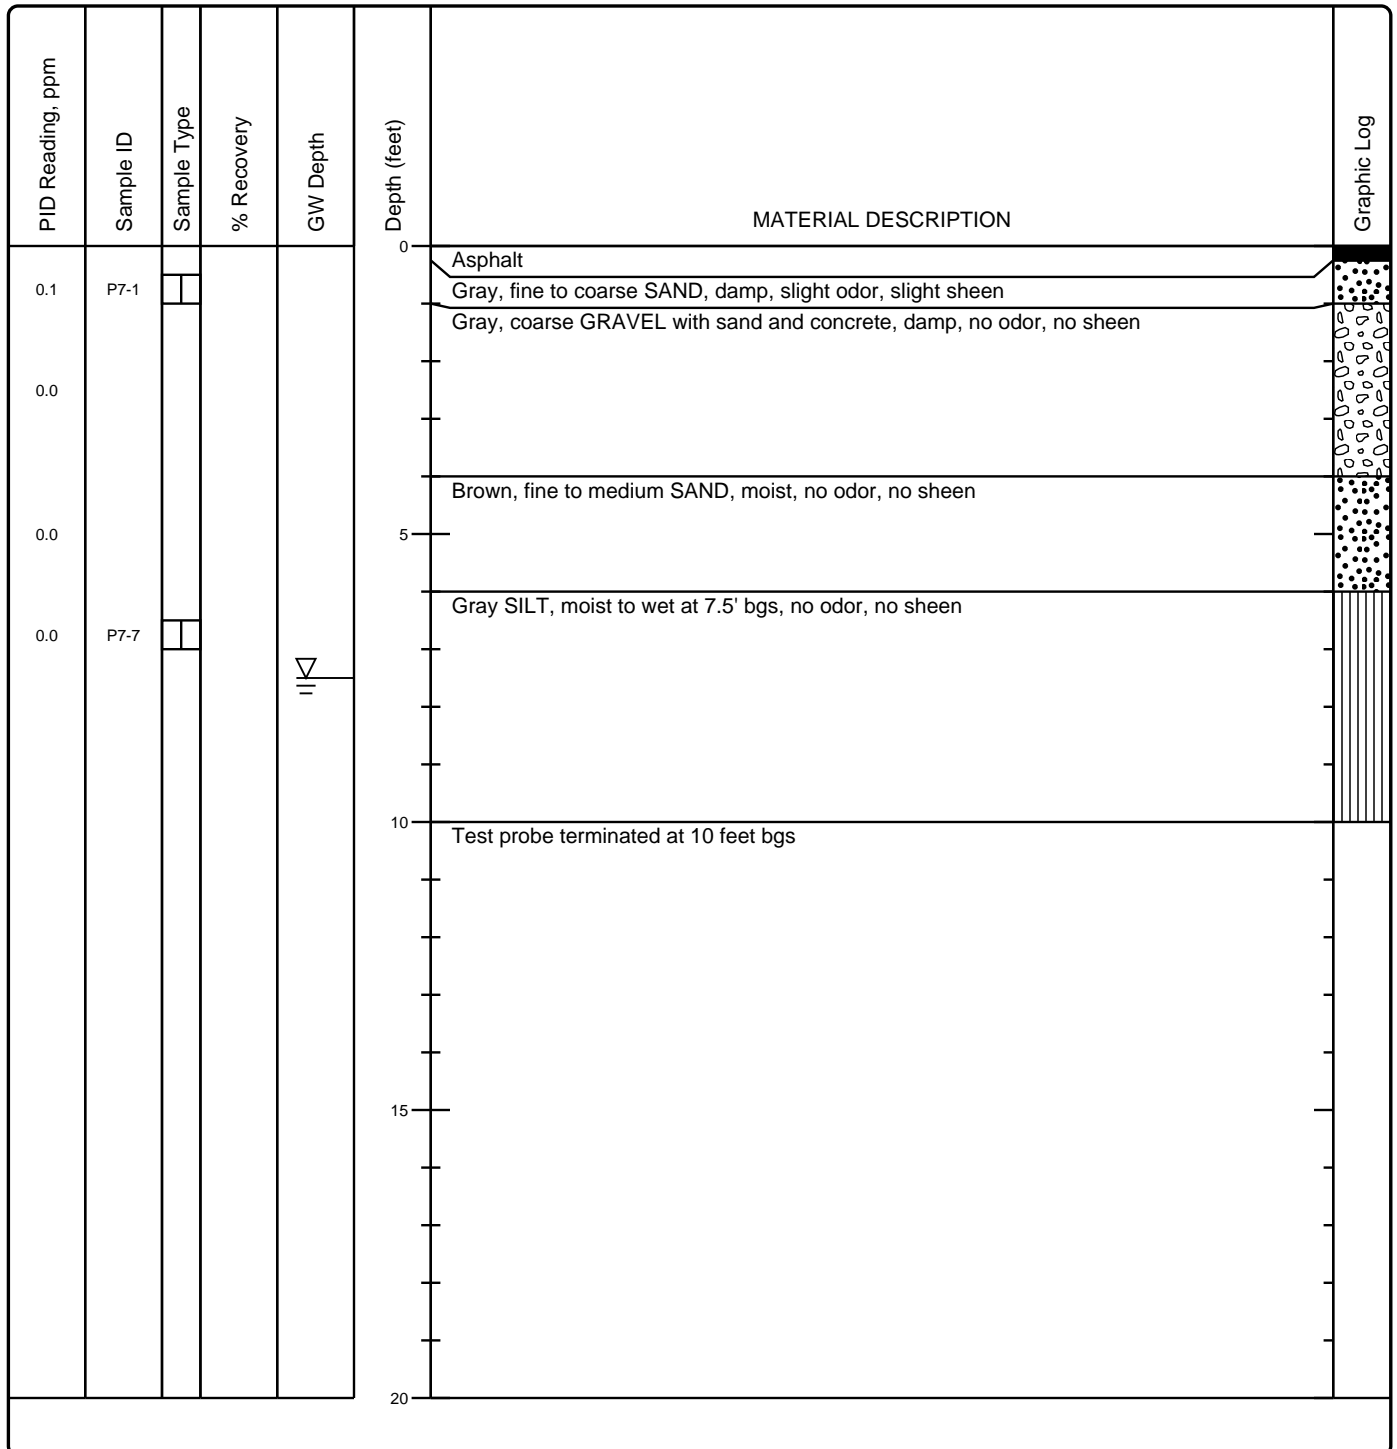 PID Reading, ppm
Sample ID
Sample Type
% Recovery
GW Depth
Depth (feet)
MATERIAL DESCRIPTION
Graphic Log
0
Asphalt
0.1 P7-1 Gray, fine to coarse SAND, damp, slight odor, slight sheen
Gray, coarse GRAVEL with sand and concrete, damp, no odor, no sheen
0.0
Brown, fine to medium SAND, moist, no odor, no sheen
0.0 5
Gray SILT, moist to wet at 7.5' bgs, no odor, no sheen
0.0 P7-7
10
Test probe terminated at 10 feet bgs
15
20